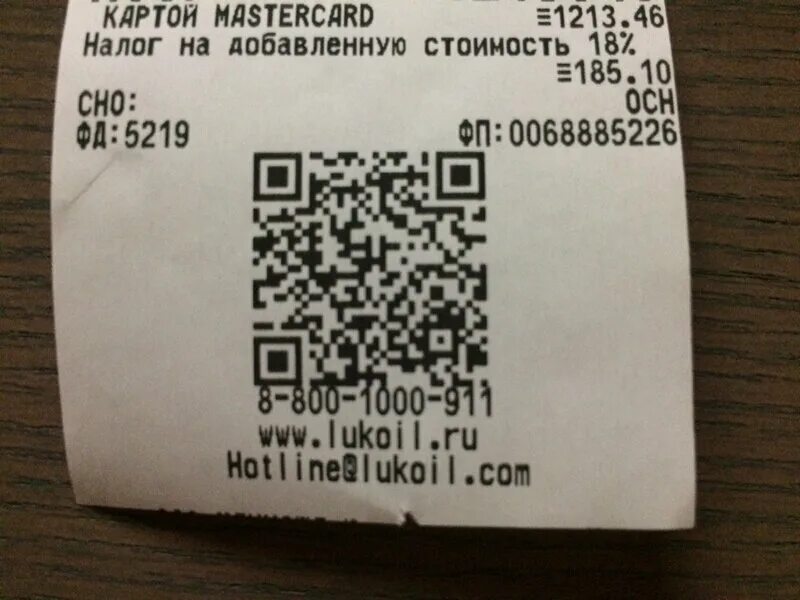 КАРТОЙ MASTERCARD ≡1213.46
Налог на добавленную стоимость 18%
≡185.10
СНО: ОСН
ФД:5219 ФП:0068885226
8-800-1000-911
www.lukoil.ru
Hotline@lukoil.com